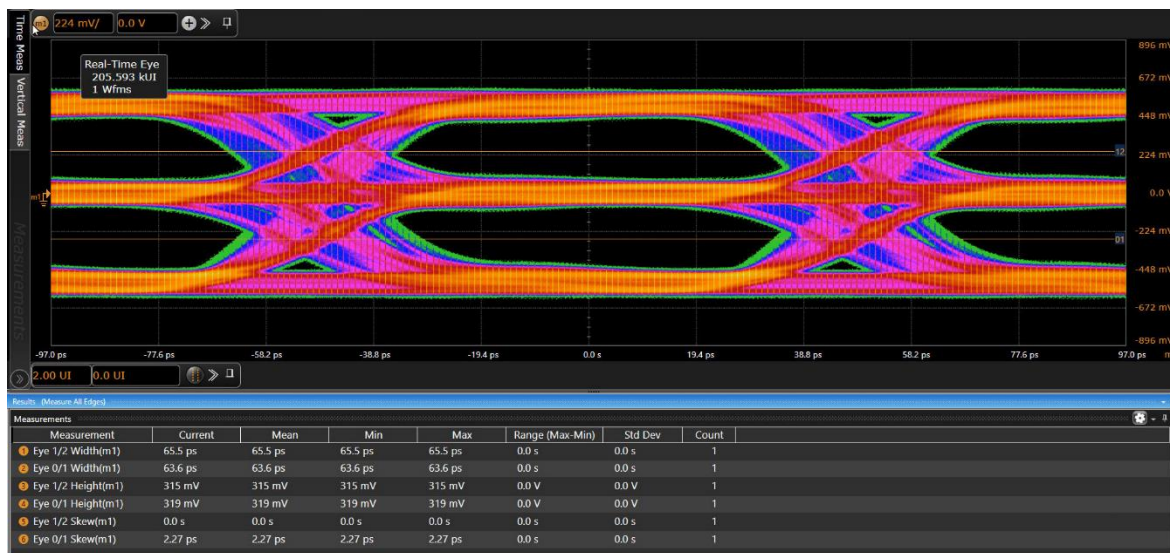 Time Meas
Vertical Meas
Measurements
m1 224 mV/ 0.0 V
Real-Time Eye
205.593 kUI
1 Wfms
896 mV
672 mV
448 mV
12
224 mV
m1 0.0 V
-224 mV
01
-448 mV
-672 mV
-896 mV
-97.0 ps -77.6 ps -58.2 ps -38.8 ps -19.4 ps 0.0 s 19.4 ps 38.8 ps 58.2 ps 77.6 ps 97.0 ps
2.00 UI 0.0 UI
Results (Measure All Edges)
Measurements
Measurement Current Mean Min Max Range (Max-Min) Std Dev Count
1 Eye 1/2 Width(m1) 65.5 ps 65.5 ps 65.5 ps 65.5 ps 0.0 s 0.0 s 1
2 Eye 0/1 Width(m1) 63.6 ps 63.6 ps 63.6 ps 63.6 ps 0.0 s 0.0 s 1
3 Eye 1/2 Height(m1) 315 mV 315 mV 315 mV 315 mV 0.0 V 0.0 V 1
4 Eye 0/1 Height(m1) 319 mV 319 mV 319 mV 319 mV 0.0 V 0.0 V 1
5 Eye 1/2 Skew(m1) 0.0 s 0.0 s 0.0 s 0.0 s 0.0 s 0.0 s 1
6 Eye 0/1 Skew(m1) 2.27 ps 2.27 ps 2.27 ps 2.27 ps 0.0 s 0.0 s 1